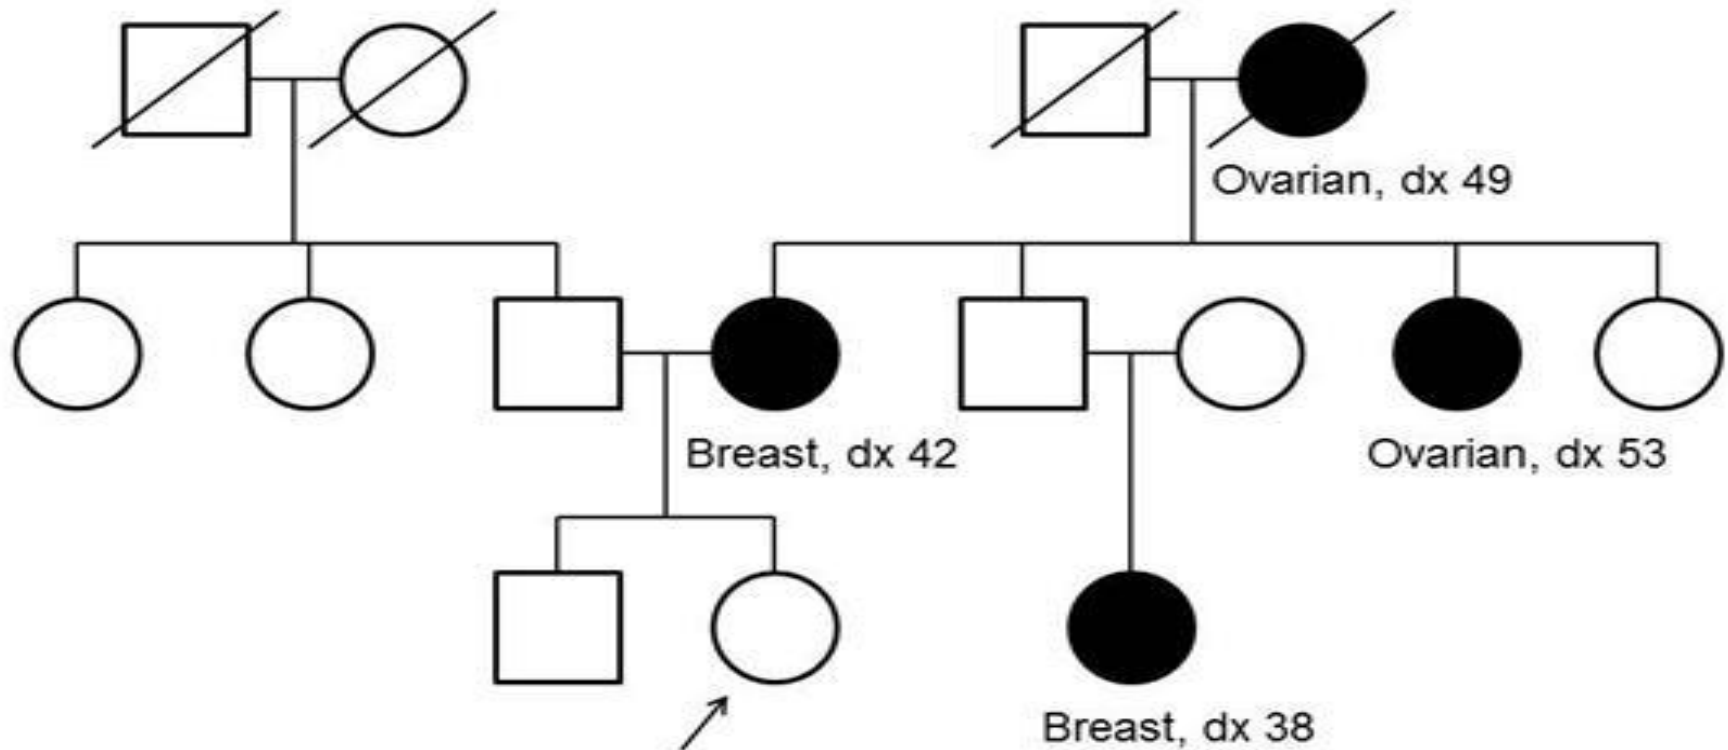 Ovarian, dx 49
Breast, dx 42
Ovarian, dx 53
Breast, dx 38